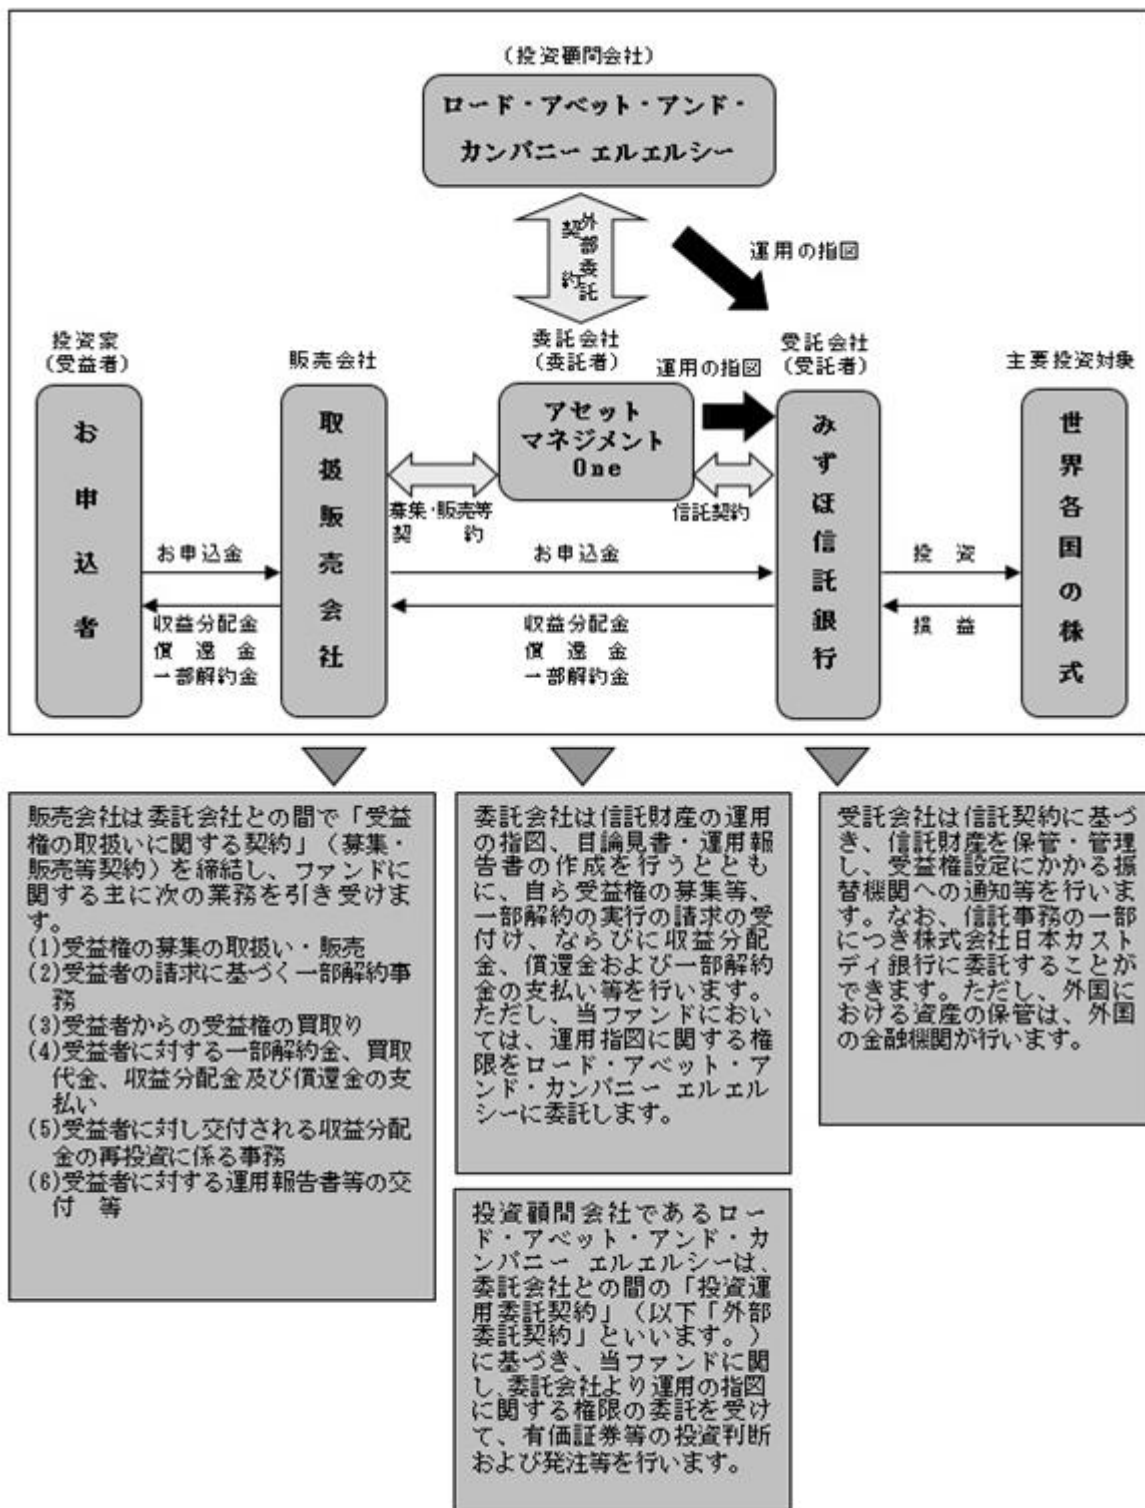 (投資顧問会社)
ロード・アベット・アンド・
カンパニー エルエルシー
外部委託
契約
運用の指図
投資家
(受益者)
販売会社
委託会社
(委託者)
運用の指図
受託会社
(受託者)
主要投資対象
お申込者
取扱販売会社
アセット
マネジメント
One
みずほ信託銀行
世界各国の株式
募集・販売等
契約
信託契約
お申込金
お申込金
投資
収益分配金
償還金
一部解約金
収益分配金
償還金
一部解約金
損益
販売会社は委託会社との間で「受益
権の取扱いに関する契約」(募集・
販売等契約)を締結し、ファンドに
関する主に次の業務を引き受けま
す。
(1)受益権の募集の取扱い・販売
(2)受益者の請求に基づく一部解約事
務
(3)受益者からの受益権の買取り
(4)受益者に対する一部解約金、買取
代金、収益分配金及び償還金の支
払い
(5)受益者に対し交付される収益分配
金の再投資に係る事務
(6)受益者に対する運用報告書等の交
付 等
委託会社は信託財産の運用
の指図、目論見書・運用報
告書の作成を行うととも
に、自ら受益権の募集等、
一部解約の実行の請求の受
付け、ならびに収益分配
金、償還金および一部解約
金の支払い等を行います。
ただし、当ファンドにおい
ては、運用指図に関する権
限をロード・アベット・ア
ンド・カンパニー エルエル
シーに委託します。
投資顧問会社であるロー
ド・アベット・アンド・カ
ンパニー エルエルシーは、
委託会社との間の「投資運
用委託契約」(以下「外部
委託契約」といいます。)
に基づき、当ファンドに関
し、委託会社より運用の指図
に関する権限の委託を受け
て、有価証券等の投資判断
および発注等を行います。
受託会社は信託契約に基づ
き、信託財産を保管・管理
し、受益権設定にかかる振
替機関への通知等を行いま
す。なお、信託事務の一部
につき株式会社日本カスト
ディ銀行に委託することが
できます。ただし、外国に
おける資産の保管は、外国
の金融機関が行います。